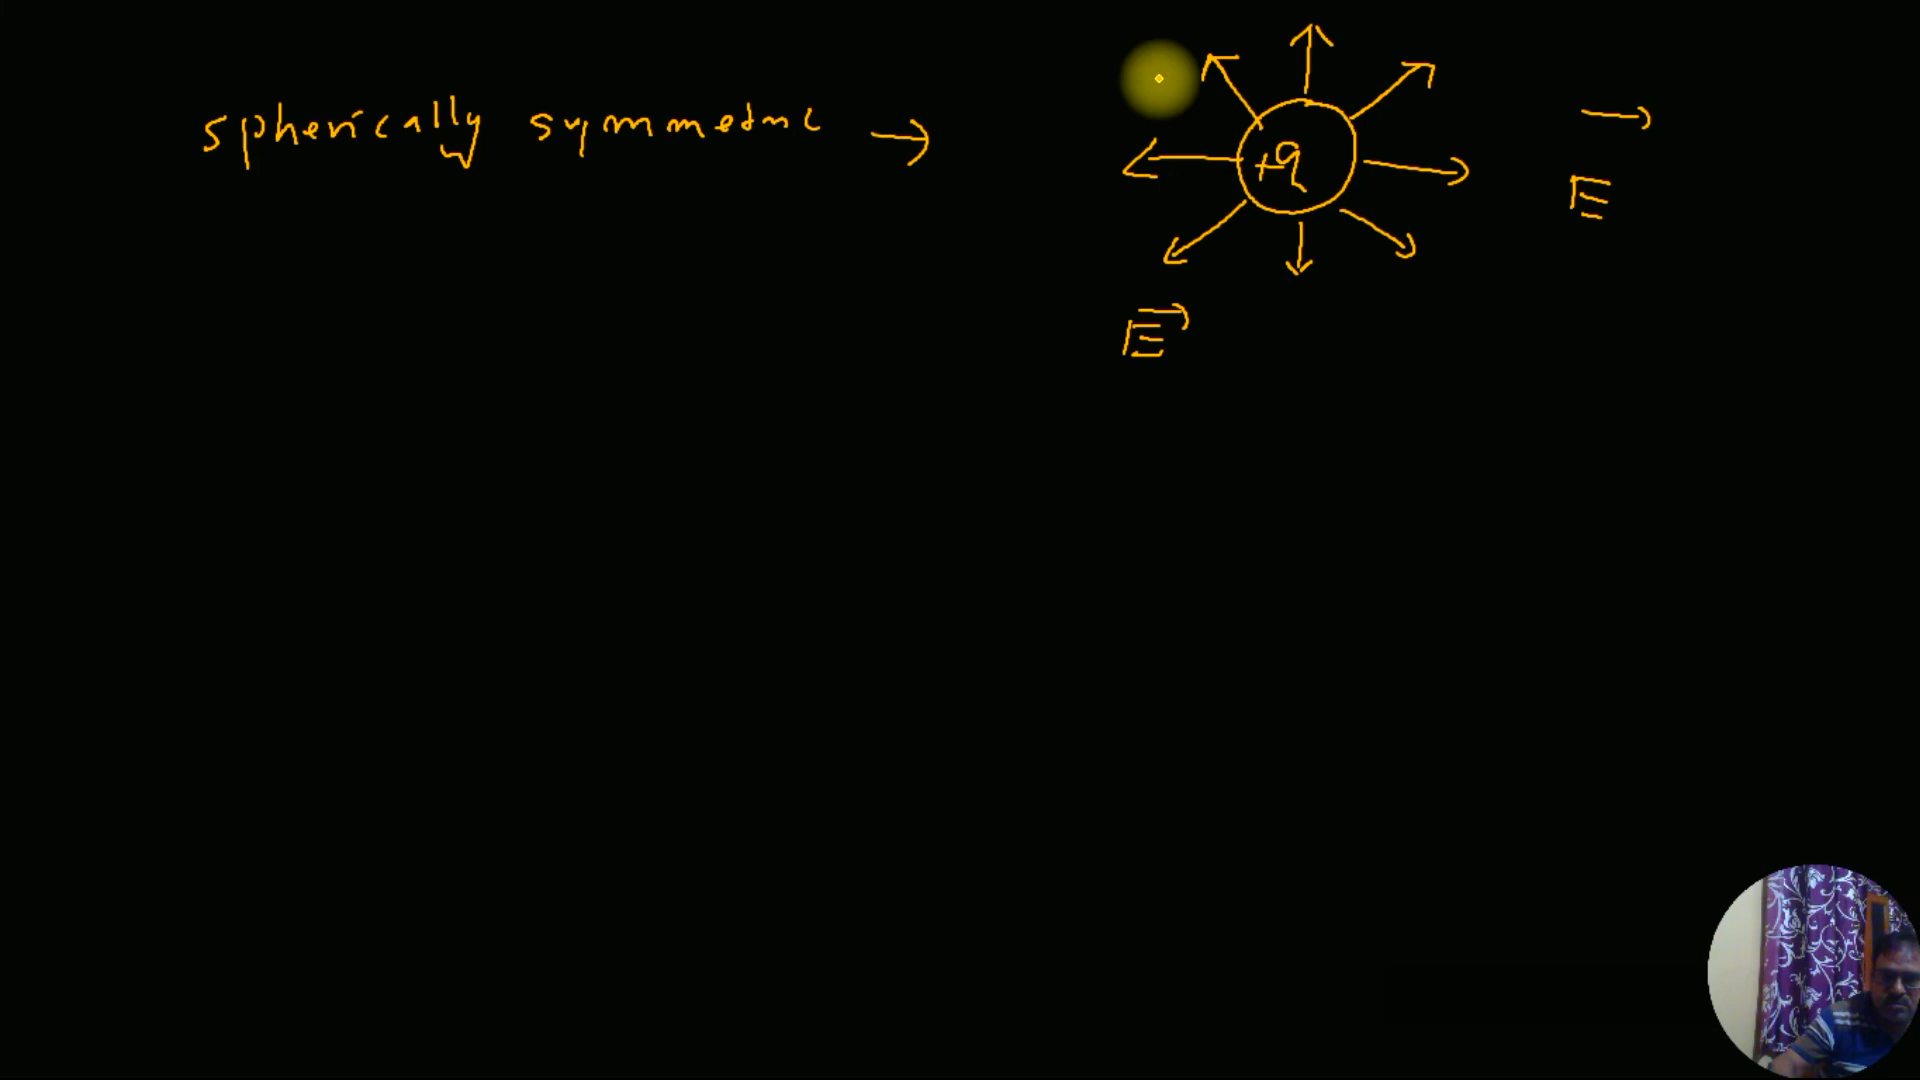 spherically symmetric →
+q
E
E